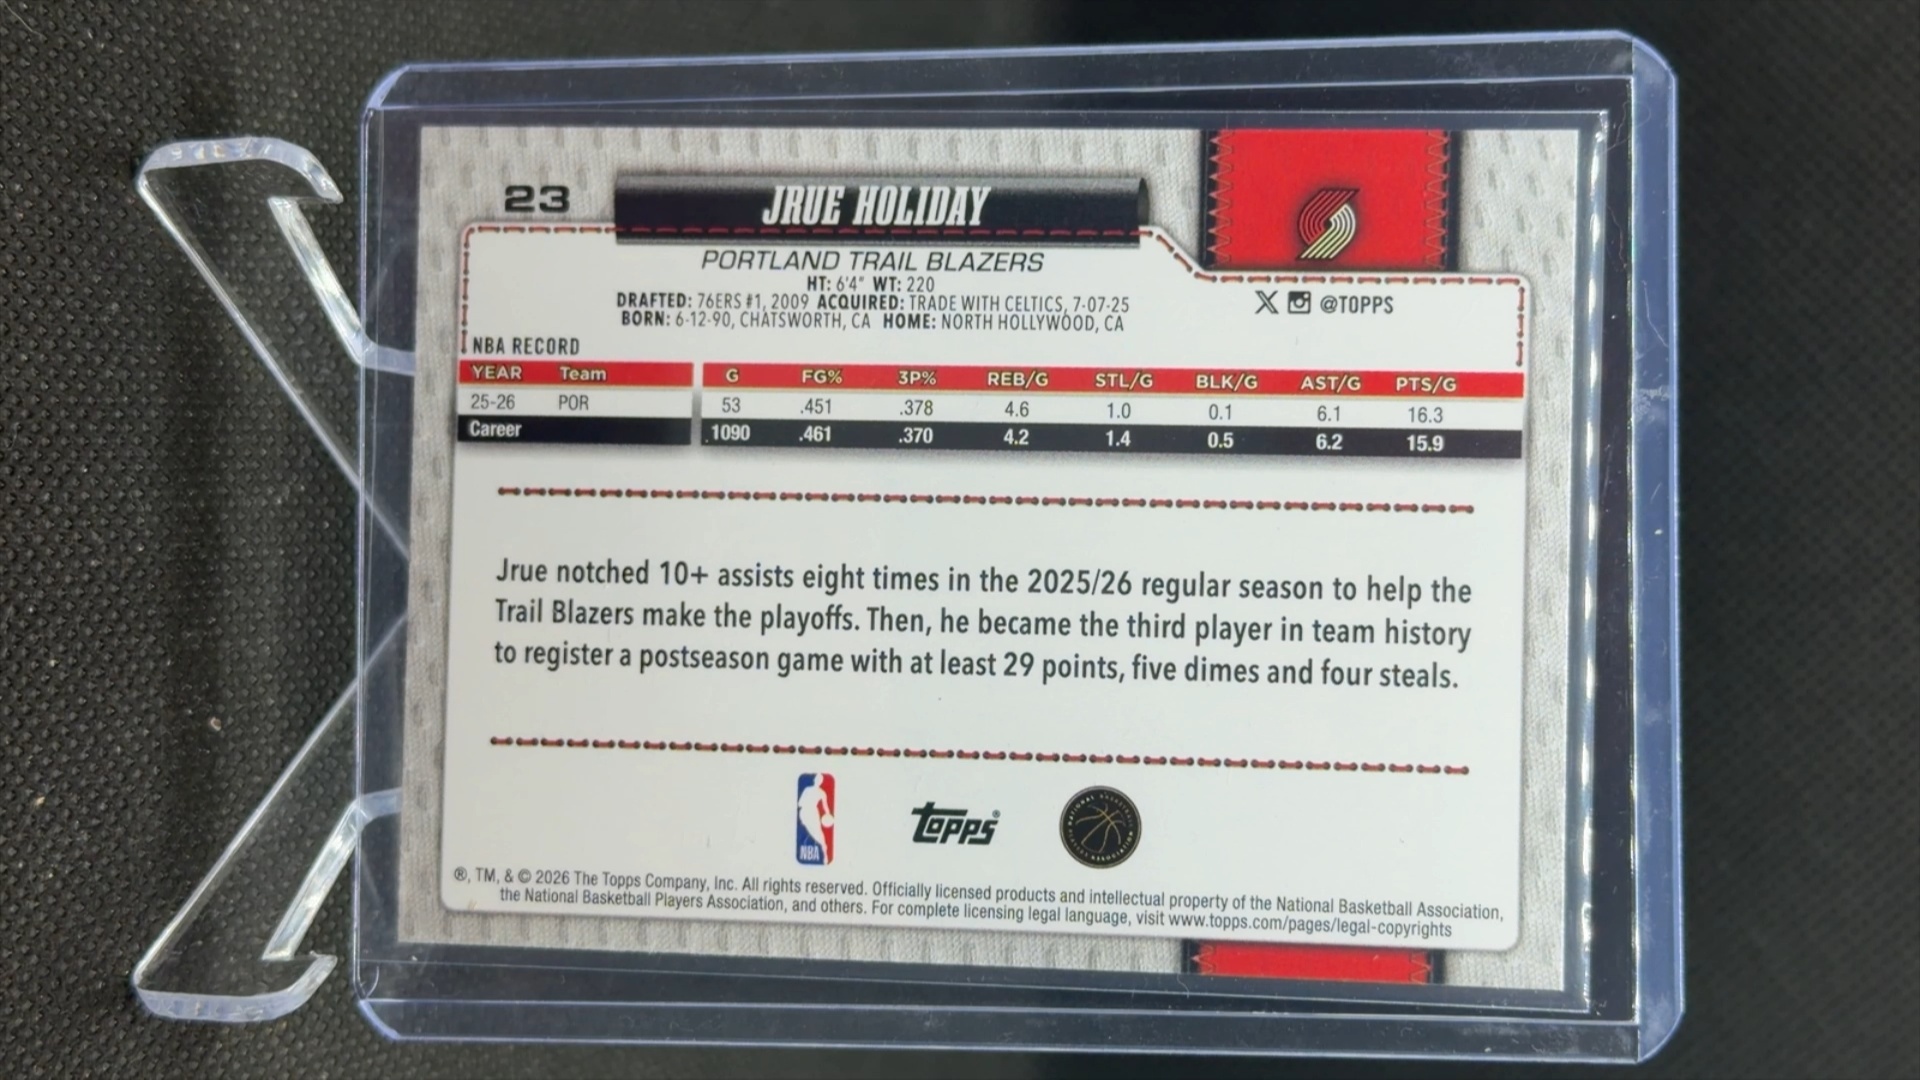 23
JRUE HOLIDAY
PORTLAND TRAIL BLAZERS
HT: 6'4" WT: 220
DRAFTED: 76ERS #1, 2009 ACQUIRED: TRADE WITH CELTICS, 7-07-25
BORN: 6-12-90, CHATSWORTH, CA HOME: NORTH HOLLYWOOD, CA
X @TOPPS
NBA RECORD
YEAR Team G FG% 3P% REB/G STL/G BLK/G AST/G PTS/G
25-26 POR 53 .451 .378 4.6 1.0 0.1 6.1 16.3
Career 1090 .461 .370 4.2 1.4 0.5 6.2 15.9
Jrue notched 10+ assists eight times in the 2025/26 regular season to help the
Trail Blazers make the playoffs. Then, he became the third player in team history
to register a postseason game with at least 29 points, five dimes and four steals.
NBA
Topps®
NATIONAL BASKETBALL PLAYERS ASSOCIATION
®, TM, & © 2026 The Topps Company, Inc. All rights reserved. Officially licensed products and intellectual property of the National Basketball Association,
the National Basketball Players Association, and others. For complete licensing legal language, visit www.topps.com/pages/legal-copyrights